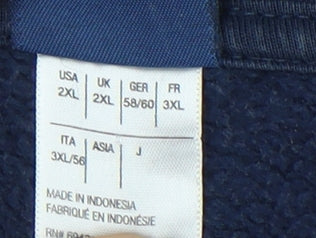 USA UK GER FR
2XL 2XL 58/60 3XL
ITA ASIA J
3XL/56
MADE IN INDONESIA
FABRIQUÉ EN INDONÉSIE
RN#